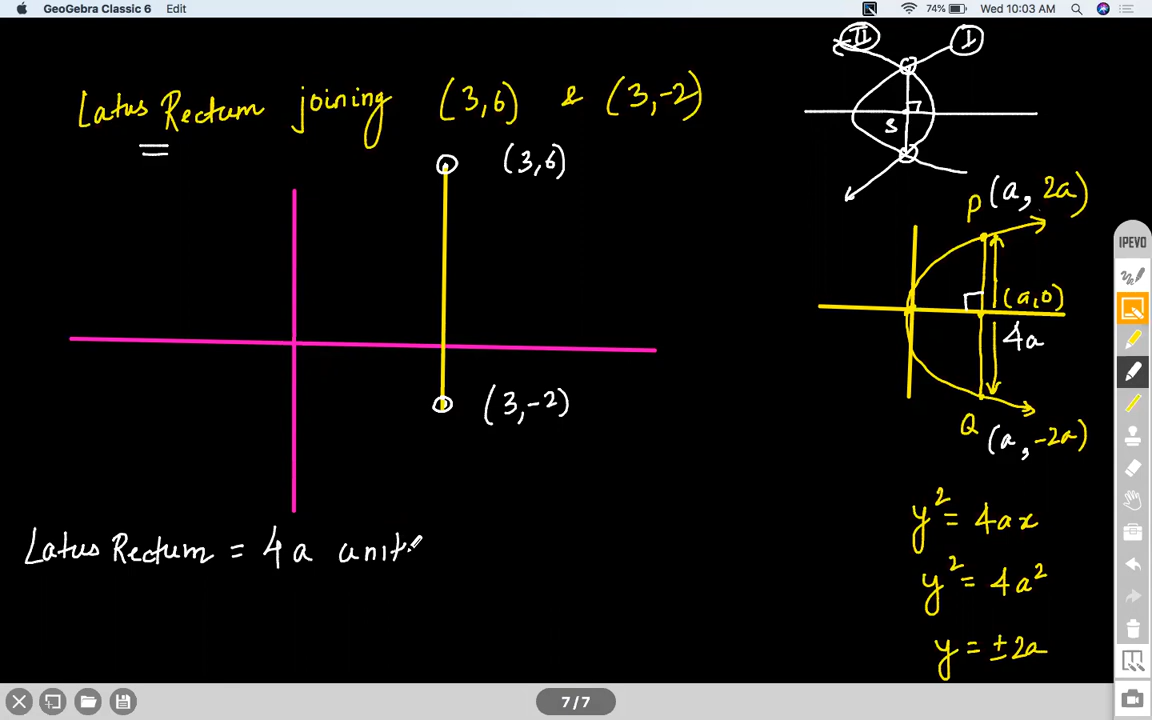 GeoGebra Classic 6 Edit 74% Wed 10:03 AM
Latus Rectum joining (3,6) & (3,-2)
(3,6)
(3,-2)
Latus Rectum = 4a unit
II I
S
P (a, 2a)
(a,0)
4a
Q (a, -2a)
y² = 4ax
y² = 4a²
y = ±2a
IPEVO
7/7